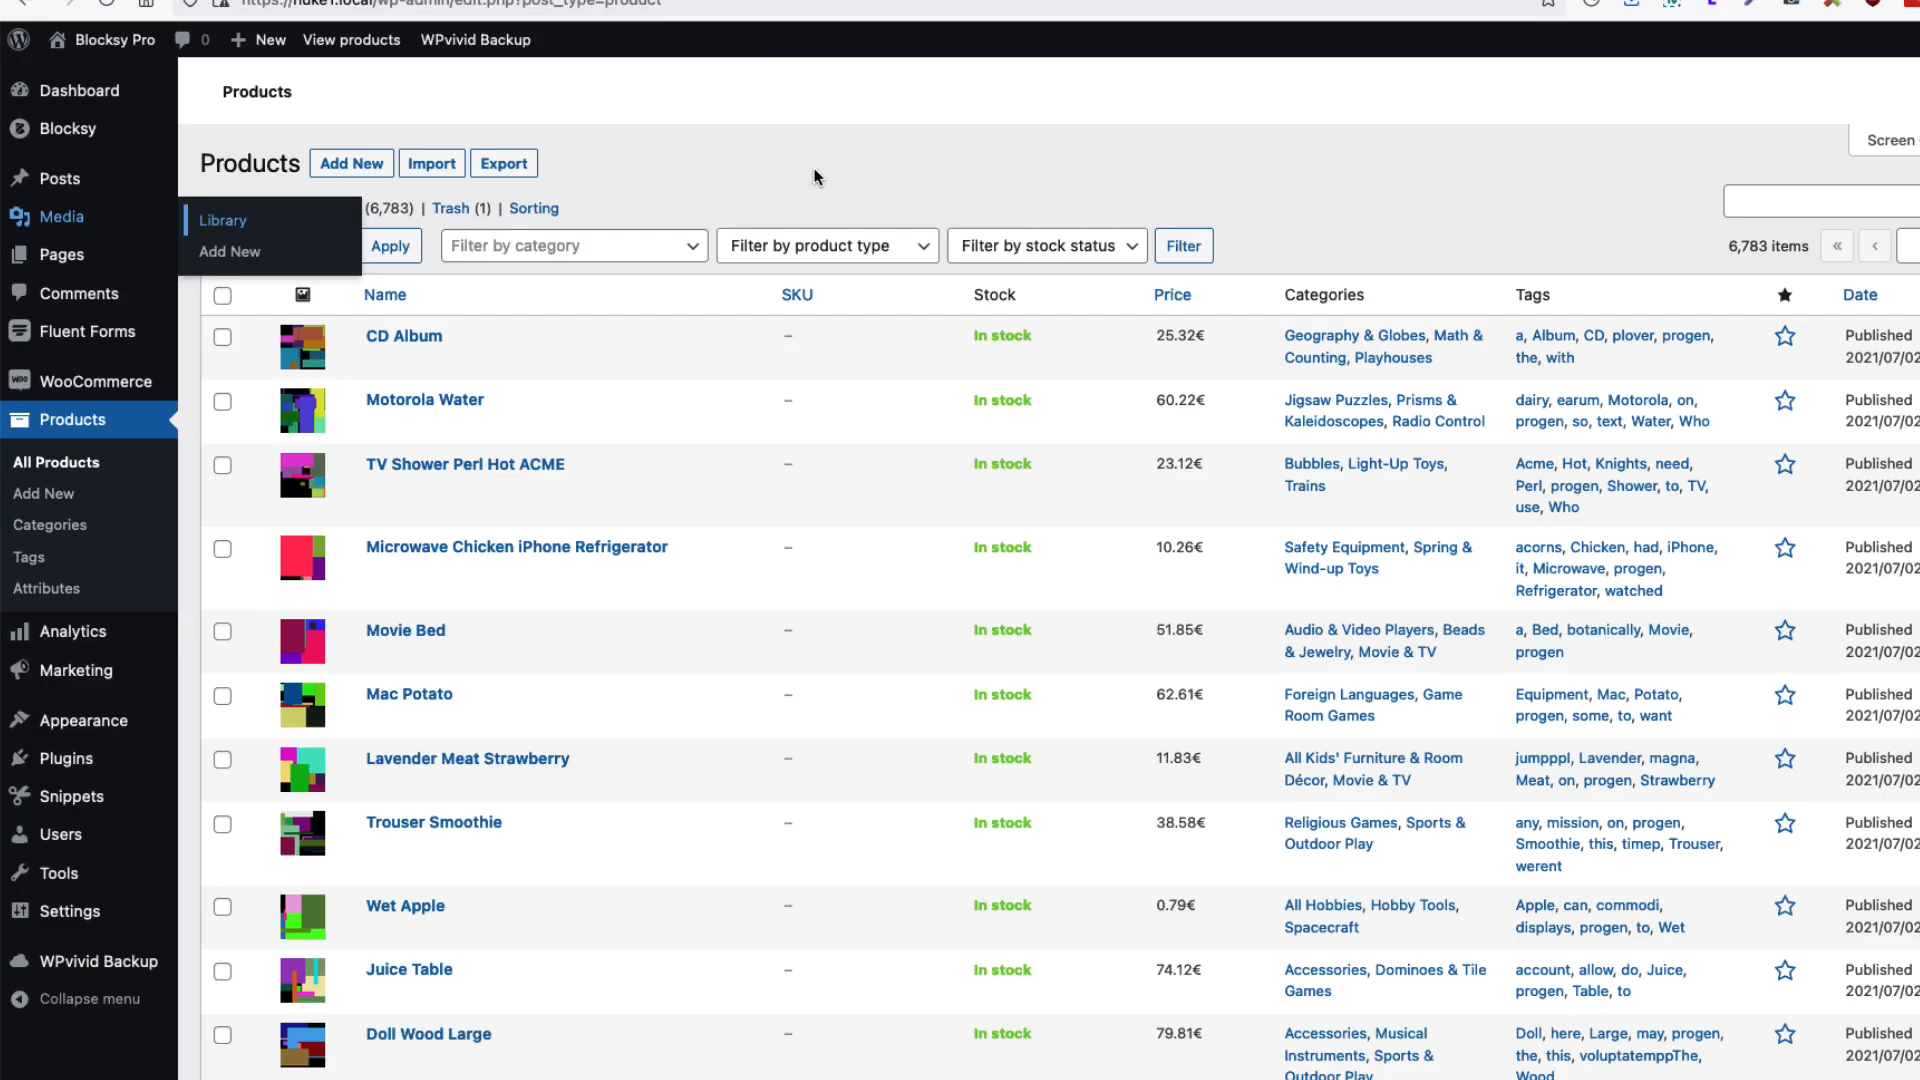 https://nuke1.local/wp-admin/edit.php?post_type=product
Blocksy Pro 0 New View products WPvivid Backup
Dashboard
Blocksy
Posts
Media
Library
Add New
Pages
Comments
Fluent Forms
WooCommerce
Products
All Products
Add New
Categories
Tags
Attributes
Analytics
Marketing
Appearance
Plugins
Snippets
Users
Tools
Settings
WPvivid Backup
Collapse menu
Products
Screen
Products Add New Import Export
(6,783) | Trash (1) | Sorting
Apply Filter by category Filter by product type Filter by stock status Filter 6,783 items « ‹
Name SKU Stock Price Categories Tags Date
CD Album – In stock 25.32€ Geography & Globes, Math & a, Album, CD, plover, progen, Published
Counting, Playhouses the, with 2021/07/02
Motorola Water – In stock 60.22€ Jigsaw Puzzles, Prisms & dairy, earum, Motorola, on, Published
Kaleidoscopes, Radio Control progen, so, text, Water, Who 2021/07/02
TV Shower Perl Hot ACME – In stock 23.12€ Bubbles, Light-Up Toys, Acme, Hot, Knights, need, Published
Trains Perl, progen, Shower, to, TV, 2021/07/02
use, Who
Microwave Chicken iPhone Refrigerator – In stock 10.26€ Safety Equipment, Spring & acorns, Chicken, had, iPhone, Published
Wind-up Toys it, Microwave, progen, 2021/07/02
Refrigerator, watched
Movie Bed – In stock 51.85€ Audio & Video Players, Beads a, Bed, botanically, Movie, Published
& Jewelry, Movie & TV progen 2021/07/02
Mac Potato – In stock 62.61€ Foreign Languages, Game Equipment, Mac, Potato, Published
Room Games progen, some, to, want 2021/07/02
Lavender Meat Strawberry – In stock 11.83€ All Kids' Furniture & Room jumpppl, Lavender, magna, Published
Décor, Movie & TV Meat, on, progen, Strawberry 2021/07/02
Trouser Smoothie – In stock 38.58€ Religious Games, Sports & any, mission, on, progen, Published
Outdoor Play Smoothie, this, timep, Trouser, 2021/07/02
werent
Wet Apple – In stock 0.79€ All Hobbies, Hobby Tools, Apple, can, commodi, Published
Spacecraft displays, progen, to, Wet 2021/07/02
Juice Table – In stock 74.12€ Accessories, Dominoes & Tile account, allow, do, Juice, Published
Games progen, Table, to 2021/07/02
Doll Wood Large – In stock 79.81€ Accessories, Musical Doll, here, Large, may, progen, Published
Instruments, Sports & the, this, voluptatemppThe, 2021/07/02
Outdoor Play Wood